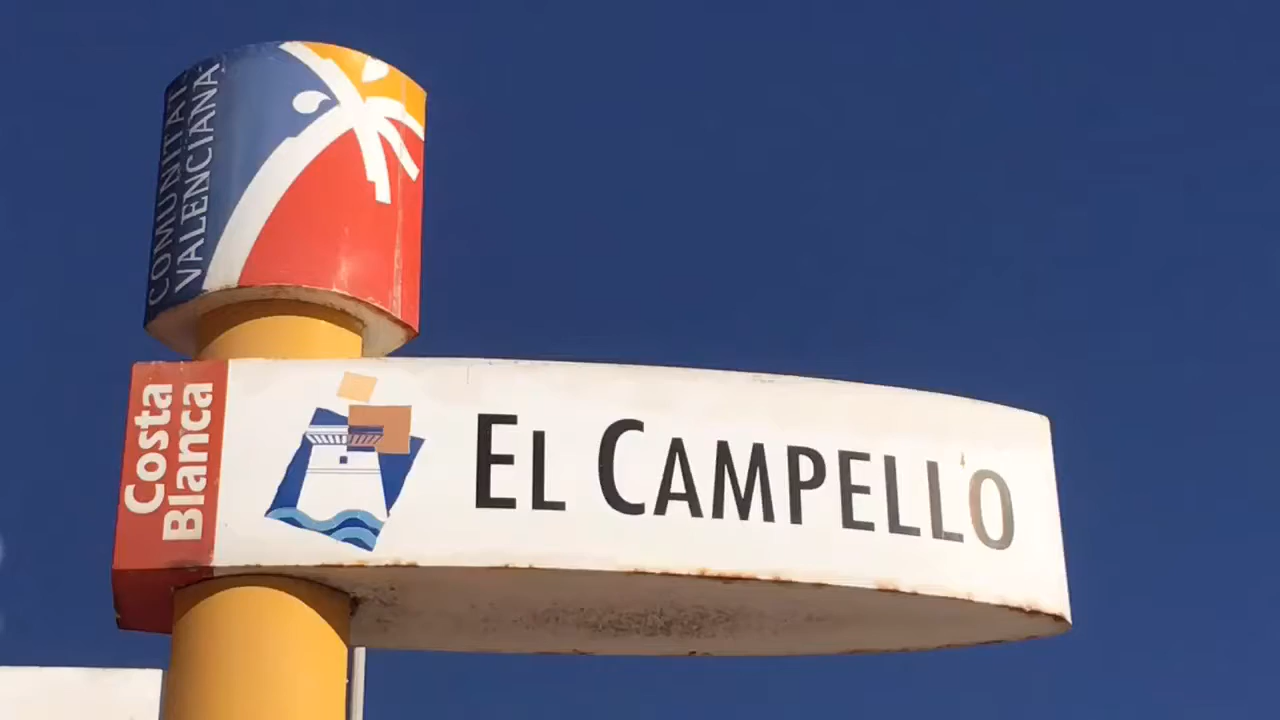 COMUNITAT
VALENCIANA
Costa
Blanca
EL CAMPELLO